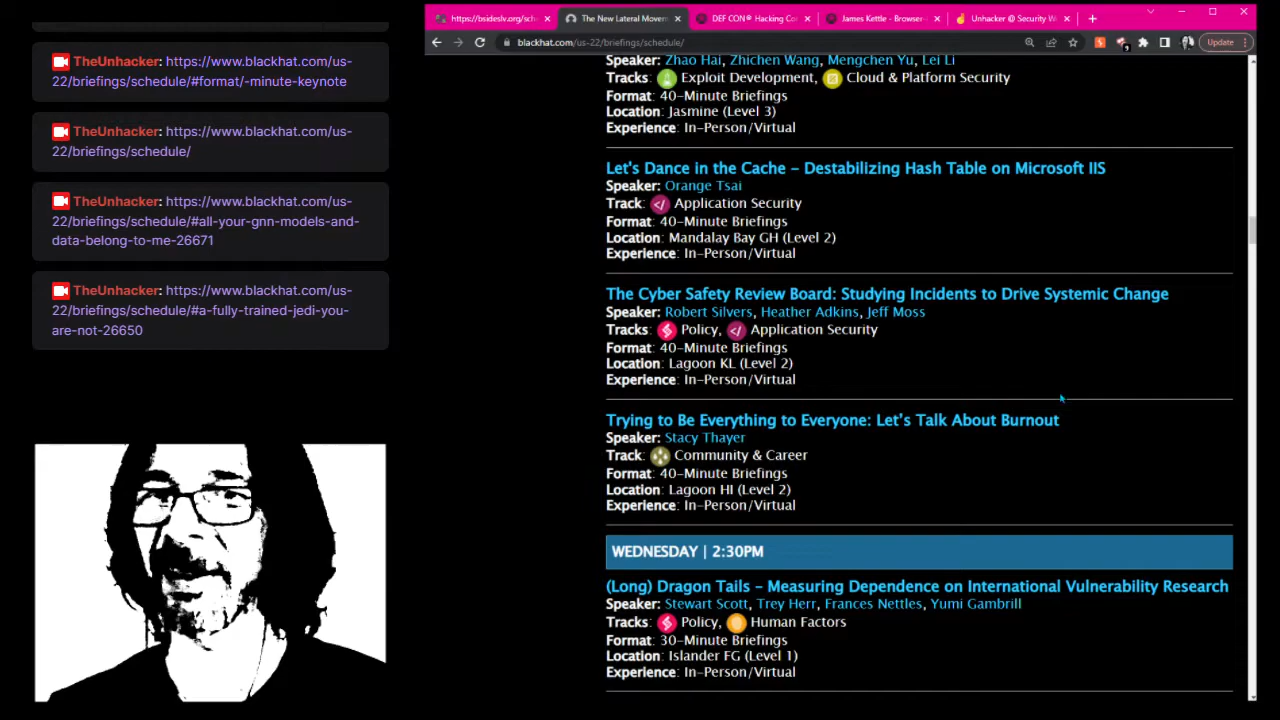 TheUnhacker: https://www.blackhat.com/us-
22/briefings/schedule/#format/-minute-keynote
TheUnhacker: https://www.blackhat.com/us-
22/briefings/schedule/
TheUnhacker: https://www.blackhat.com/us-
22/briefings/schedule/#all-your-gnn-models-and-
data-belong-to-me-26671
TheUnhacker: https://www.blackhat.com/us-
22/briefings/schedule/#a-fully-trained-jedi-you-
are-not-26650
https://bsideslv.org/sch
The New Lateral Movem
DEF CON® Hacking Co
James Kettle - Browser-
Unhacker @ Security W
blackhat.com/us-22/briefings/schedule/
Update
Speaker: Zhao Hai, Zhichen Wang, Mengchen Yu, Lei Li
Tracks: Exploit Development, Cloud & Platform Security
Format: 40-Minute Briefings
Location: Jasmine (Level 3)
Experience: In-Person/Virtual
Let's Dance in the Cache - Destabilizing Hash Table on Microsoft IIS
Speaker: Orange Tsai
Track: Application Security
Format: 40-Minute Briefings
Location: Mandalay Bay GH (Level 2)
Experience: In-Person/Virtual
The Cyber Safety Review Board: Studying Incidents to Drive Systemic Change
Speaker: Robert Silvers, Heather Adkins, Jeff Moss
Tracks: Policy, Application Security
Format: 40-Minute Briefings
Location: Lagoon KL (Level 2)
Experience: In-Person/Virtual
Trying to Be Everything to Everyone: Let's Talk About Burnout
Speaker: Stacy Thayer
Track: Community & Career
Format: 40-Minute Briefings
Location: Lagoon HI (Level 2)
Experience: In-Person/Virtual
WEDNESDAY | 2:30PM
(Long) Dragon Tails - Measuring Dependence on International Vulnerability Research
Speaker: Stewart Scott, Trey Herr, Frances Nettles, Yumi Gambrill
Tracks: Policy, Human Factors
Format: 30-Minute Briefings
Location: Islander FG (Level 1)
Experience: In-Person/Virtual